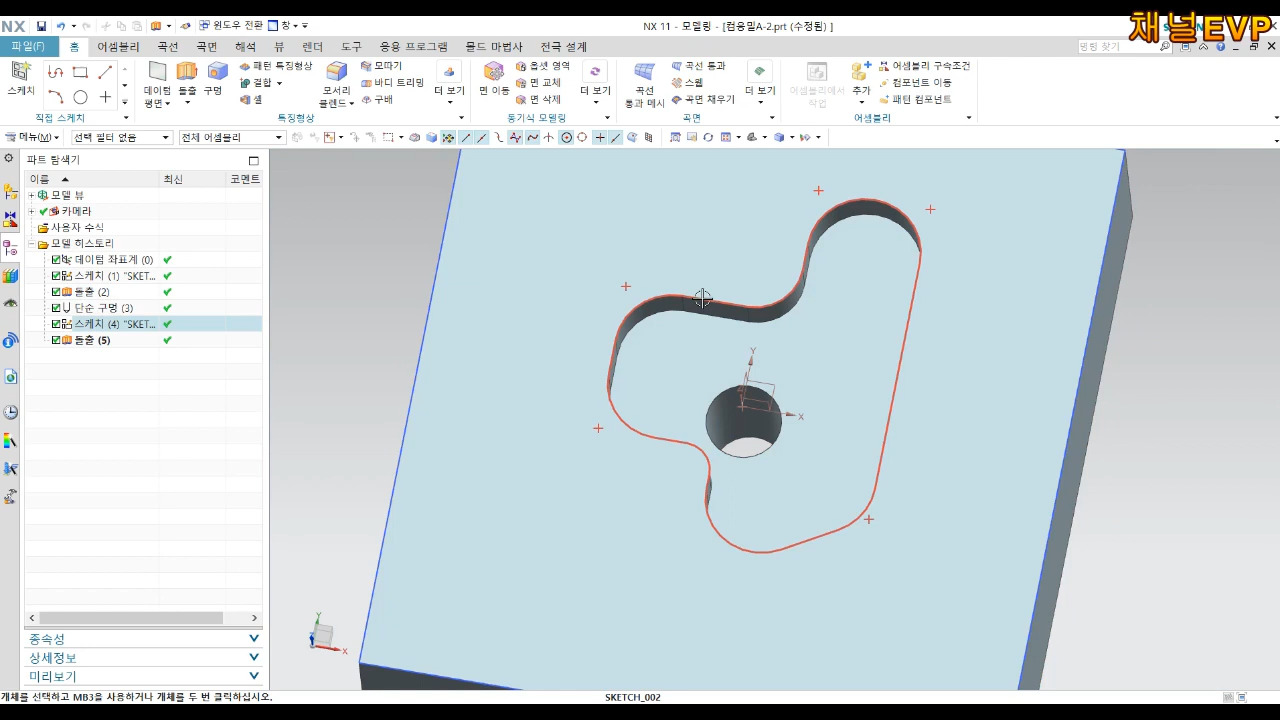 NX
윈도우 전환
창
NX 11 - 모델링 - [컴응밀A-2.prt (수정됨) ]
채널EVP
파일(F)
홈
어셈블리
곡선
곡면
해석
뷰
렌더
도구
응용 프로그램
몰드 마법사
전극 설계
명령 찾기
스케치
직접 스케치
데이텀 평면
돌출
구멍
패턴 특징형상
결합
셸
모서리 블렌드
모따기
바디 트리밍
구배
더 보기
특징형상
면 이동
옵셋 영역
면 교체
면 삭제
더 보기
동기식 모델링
곡선 통과 메시
곡선 통과
스웹
곡면 채우기
더 보기
곡면
어셈블리에서 작업
추가
어셈블리 구속조건
컴포넌트 이동
패턴 컴포넌트
어셈블리
메뉴(M)
선택 필터 없음
전체 어셈블리
파트 탐색기
이름
최신
코멘트
모델 뷰
카메라
사용자 수식
모델 히스토리
데이텀 좌표계 (0)
스케치 (1) "SKET...
돌출 (2)
단순 구멍 (3)
스케치 (4) "SKET...
돌출 (5)
종속성
상세정보
미리보기
Y
X
Y
X
개체를 선택하고 MB3을 사용하거나 개체를 두 번 클릭하십시오.
SKETCH_002